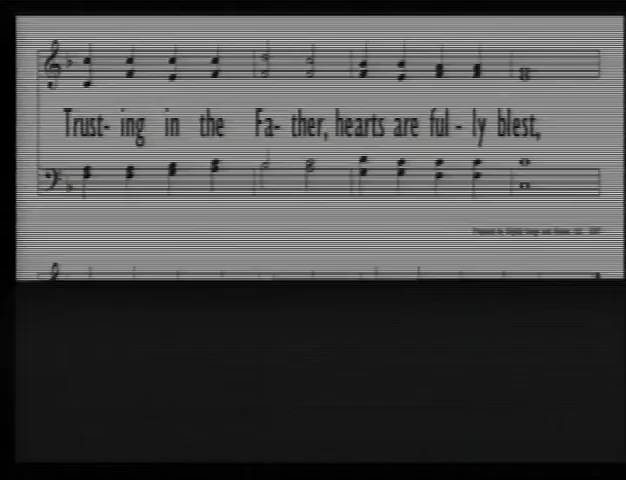 Trust- ing in the Fa- ther, hearts are ful - ly blest,